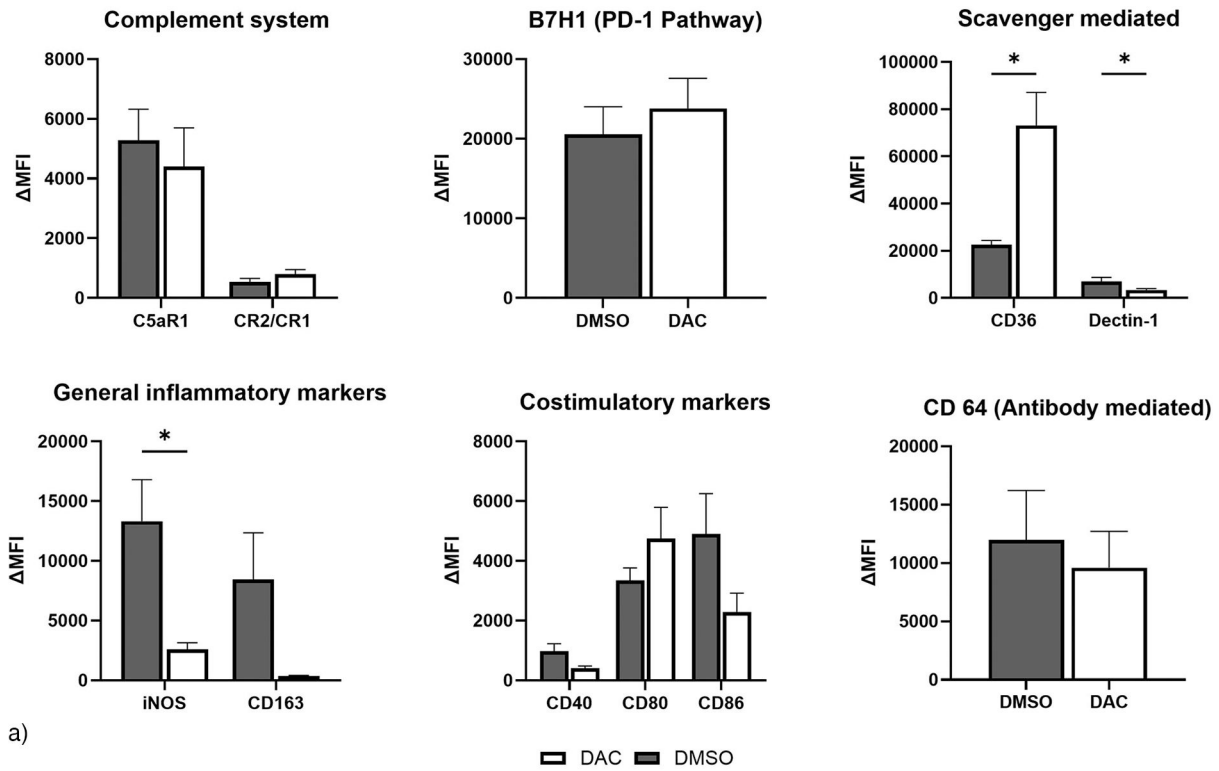 Complement system
ΔMFI
8000
6000
4000
2000
0
C5aR1 CR2/CR1
B7H1 (PD-1 Pathway)
ΔMFI
30000
20000
10000
0
DMSO DAC
Scavenger mediated
ΔMFI
100000
80000
60000
40000
20000
0
* *
CD36 Dectin-1
General inflammatory markers
ΔMFI
20000
15000
10000
5000
0
*
iNOS CD163
Costimulatory markers
ΔMFI
8000
6000
4000
2000
0
CD40 CD80 CD86
CD 64 (Antibody mediated)
ΔMFI
20000
15000
10000
5000
0
DMSO DAC
a)
DAC DMSO